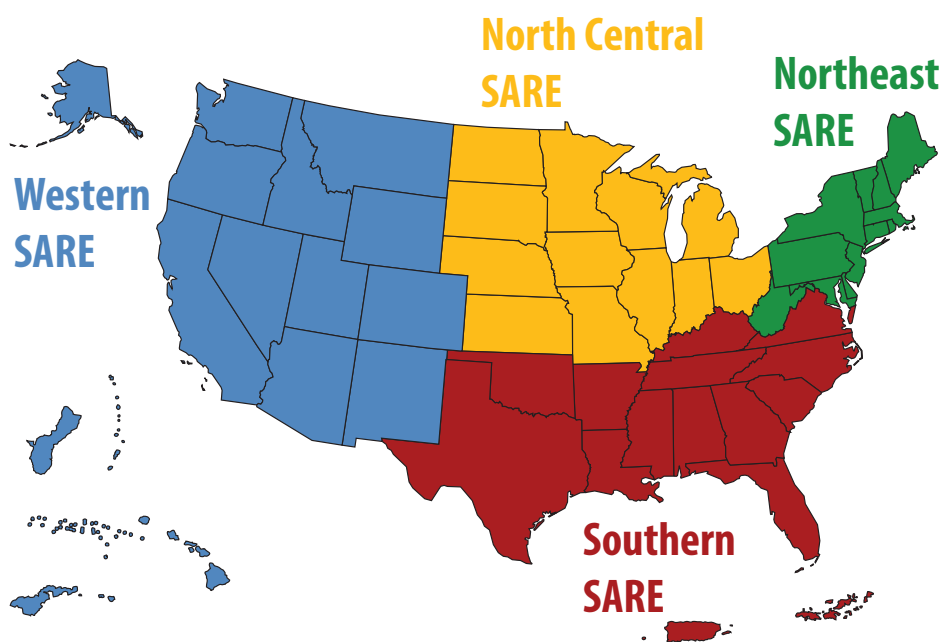 North Central
SARE
Northeast
SARE
Western
SARE
Southern
SARE